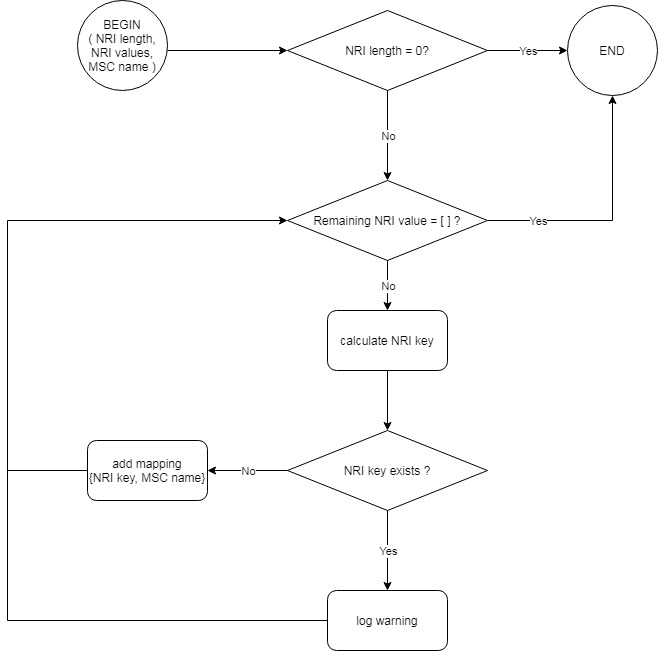 BEGIN
( NRI length,
NRI values,
MSC name )
NRI length = 0?
Yes
END
No
Remaining NRI value = [ ] ?
Yes
No
calculate NRI key
add mapping
{NRI key, MSC name}
No
NRI key exists ?
Yes
log warning